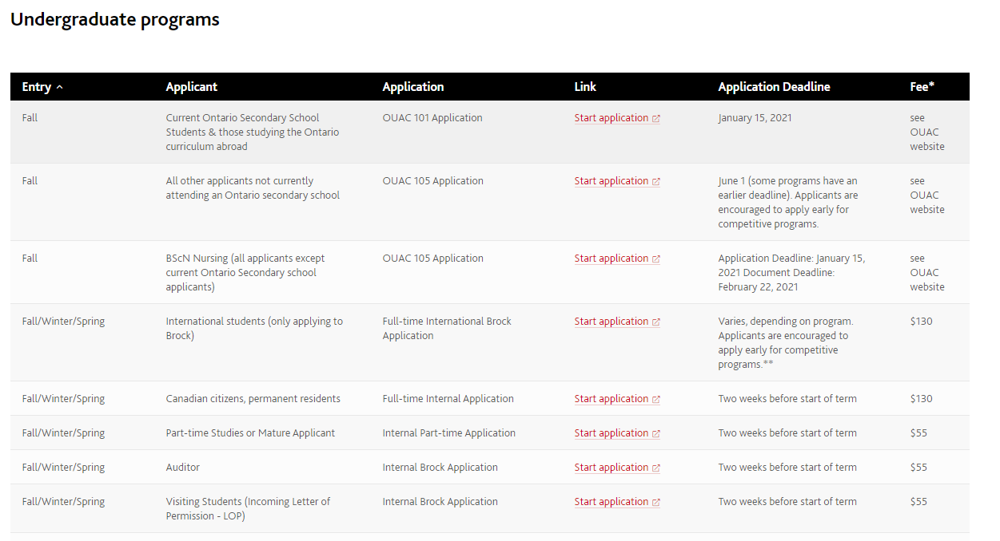 Undergraduate programs
Entry Applicant Application Link Application Deadline Fee*
Fall Current Ontario Secondary School OUAC 101 Application Start application January 15, 2021 see
Students & those studying the Ontario OUAC
curriculum abroad website
Fall All other applicants not currently OUAC 105 Application Start application June 1 (some programs have an see
attending an Ontario secondary school earlier deadline). Applicants are OUAC
encouraged to apply early for website
competitive programs.
Fall BScN Nursing (all applicants except OUAC 105 Application Start application Application Deadline: January 15, see
current Ontario Secondary school 2021 Document Deadline: OUAC
applicants) February 22, 2021 website
Fall/Winter/Spring International students (only applying to Full-time International Brock Start application Varies, depending on program. $130
Brock) Application Applicants are encouraged to
apply early for competitive
programs.**
Fall/Winter/Spring Canadian citizens, permanent residents Full-time Internal Application Start application Two weeks before start of term $130
Fall/Winter/Spring Part-time Studies or Mature Applicant Internal Part-time Application Start application Two weeks before start of term $55
Fall/Winter/Spring Auditor Internal Brock Application Start application Two weeks before start of term $55
Fall/Winter/Spring Visiting Students (Incoming Letter of Internal Brock Application Start application Two weeks before start of term $55
Permission - LOP)